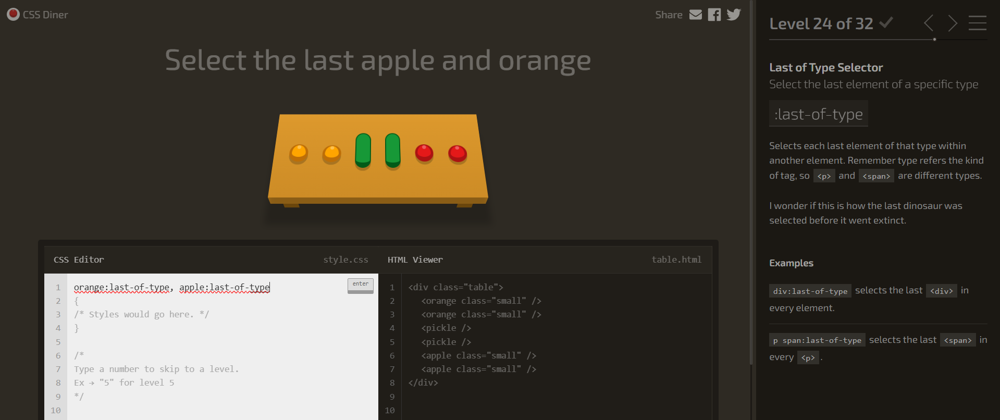 CSS Diner
Share
Select the last apple and orange
CSS Editor
style.css
1 orange:last-of-type, apple:last-of-type
enter
2 {
3 /* Styles would go here. */
4 }
5
6 /*
7 Type a number to skip to a level.
8 Ex → "5" for level 5
9 */
10
HTML Viewer
table.html
1 <div class="table">
2 <orange class="small" />
3 <orange class="small" />
4 <pickle />
5 <pickle />
6 <apple class="small" />
7 <apple class="small" />
8 </div>
9
10
Level 24 of 32
Last of Type Selector
Select the last element of a specific type
:last-of-type
Selects each last element of that type within
another element. Remember type refers the kind
of tag, so <p> and <span> are different types.
I wonder if this is how the last dinosaur was
selected before it went extinct.
Examples
div:last-of-type selects the last <div> in
every element.
p span:last-of-type selects the last <span> in
every <p> .